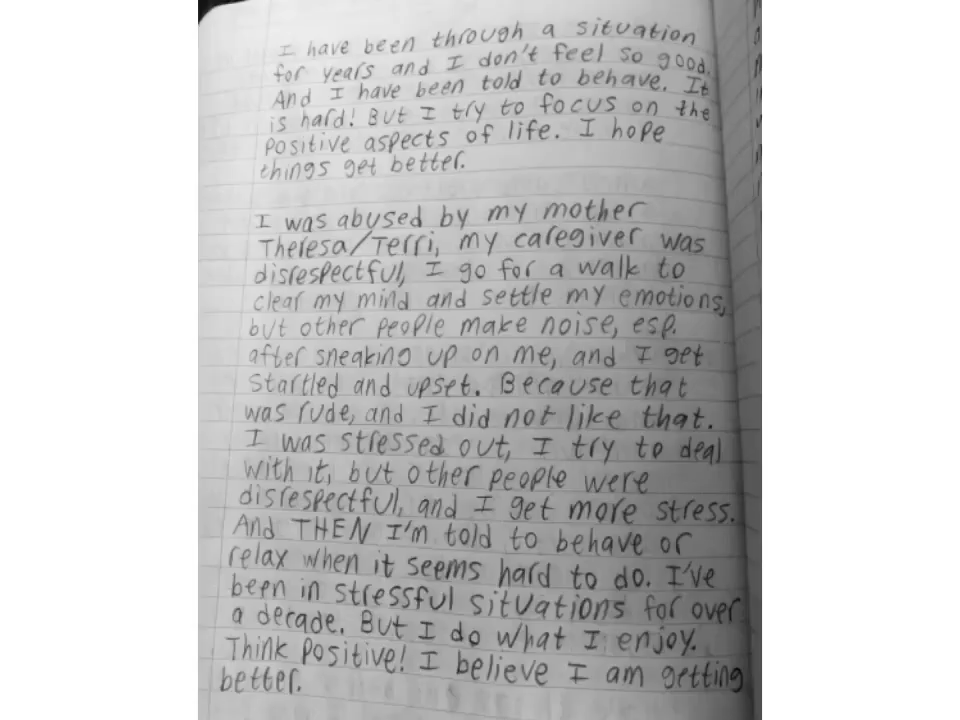 I have been through a situation
for years and I don't feel so good.
And I have been told to behave. It
is hard! But I try to focus on the
positive aspects of life. I hope
things get better.
I was abused by my mother
Theresa/Terri, my caregiver was
disrespectful, I go for a walk to
clear my mind and settle my emotions,
but other people make noise, esp.
after sneaking up on me, and I get
startled and upset. Because that
was rude, and I did not like that.
I was stressed out, I try to deal
with it, but other people were
disrespectful, and I get more stress.
And THEN I'm told to behave or
relax when it seems hard to do. I've
been in stressful situations for over
a decade. But I do what I enjoy.
Think positive! I believe I am getting
better.